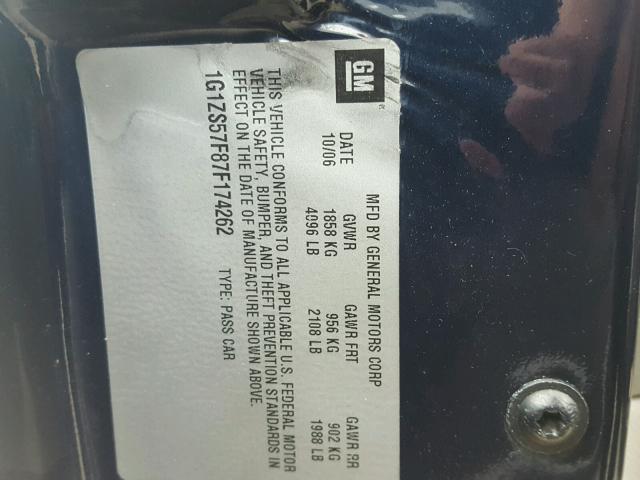 GM
MFD BY GENERAL MOTORS CORP
DATE GVWR GAWR FRT GAWR RR
10/06 1858 KG 956 KG 902 KG
4096 LB 2108 LB 1988 LB
THIS VEHICLE CONFORMS TO ALL APPLICABLE U.S. FEDERAL MOTOR
VEHICLE SAFETY, BUMPER, AND THEFT PREVENTION STANDARDS IN
EFFECT ON THE DATE OF MANUFACTURE SHOWN ABOVE.
1G1ZS57F87F174262 TYPE: PASS CAR